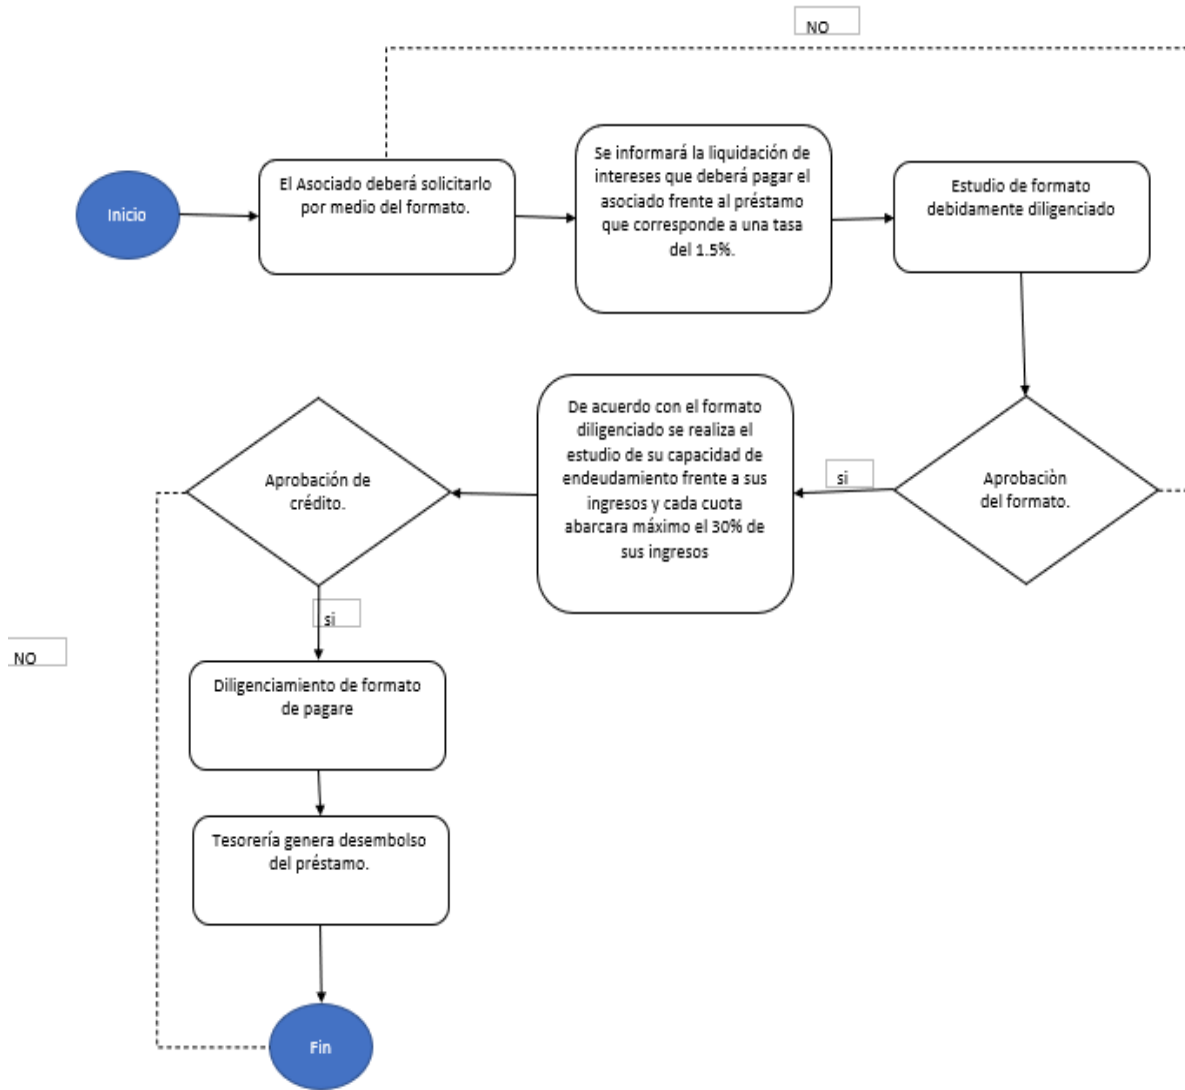 NO
Inicio
El Asociado deberá solicitarlo
por medio del formato.
Se informará la liquidación de
intereses que deberá pagar el
asociado frente al préstamo
que corresponde a una tasa
del 1.5%.
Estudio de formato
debidamente diligenciado
Aprobaciòn
del formato.
si
De acuerdo con el formato
diligenciado se realiza el
estudio de su capacidad de
endeudamiento frente a sus
ingresos y cada cuota
abarcara máximo el 30% de
sus ingresos
Aprobación de
crédito.
si
NO
Diligenciamiento de formato
de pagare
Tesorería genera desembolso
del préstamo.
Fin